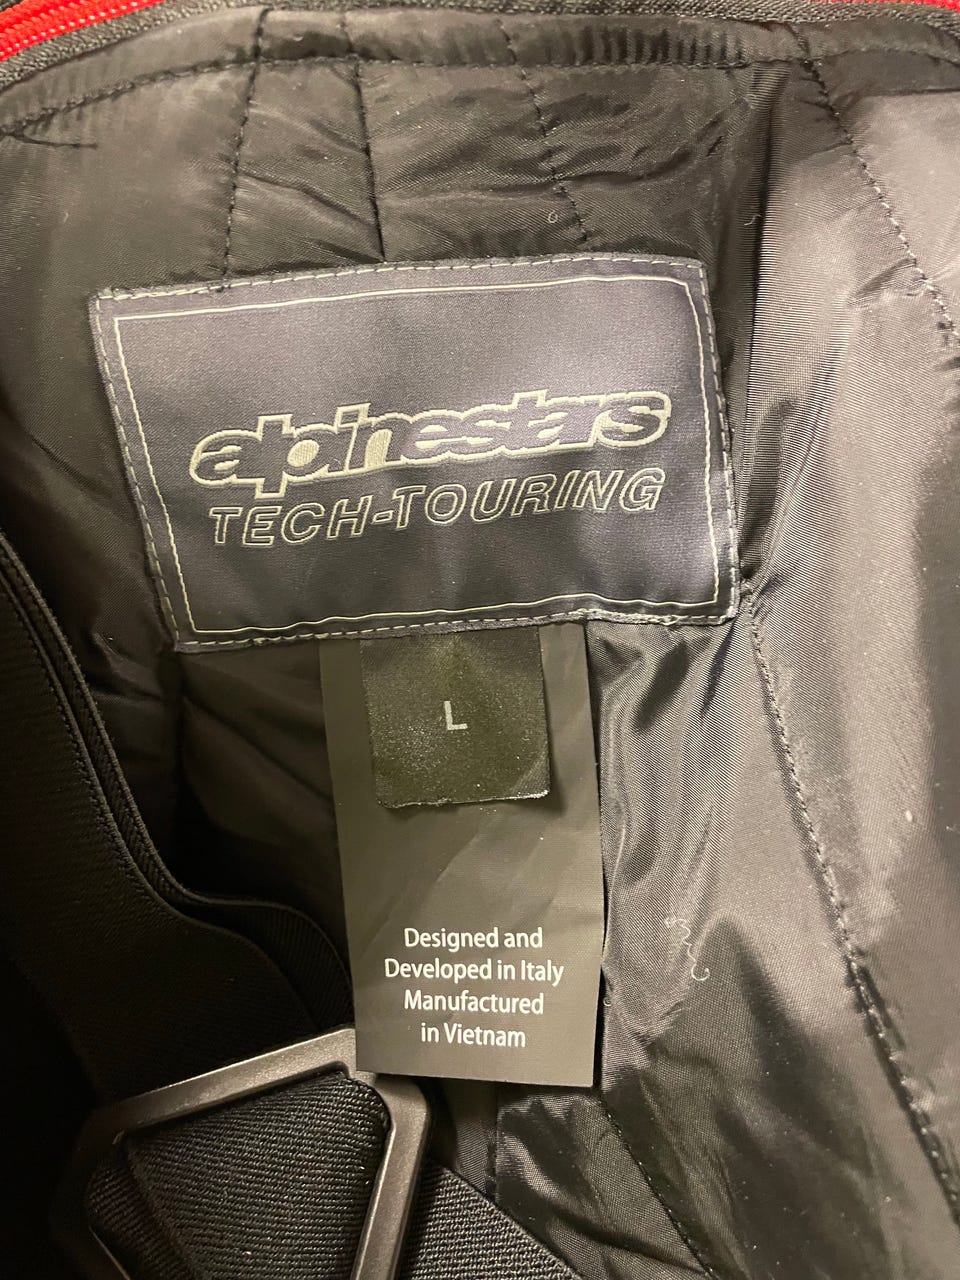 alpinestars
TECH-TOURING
L
Designed and
Developed in Italy
Manufactured
in Vietnam